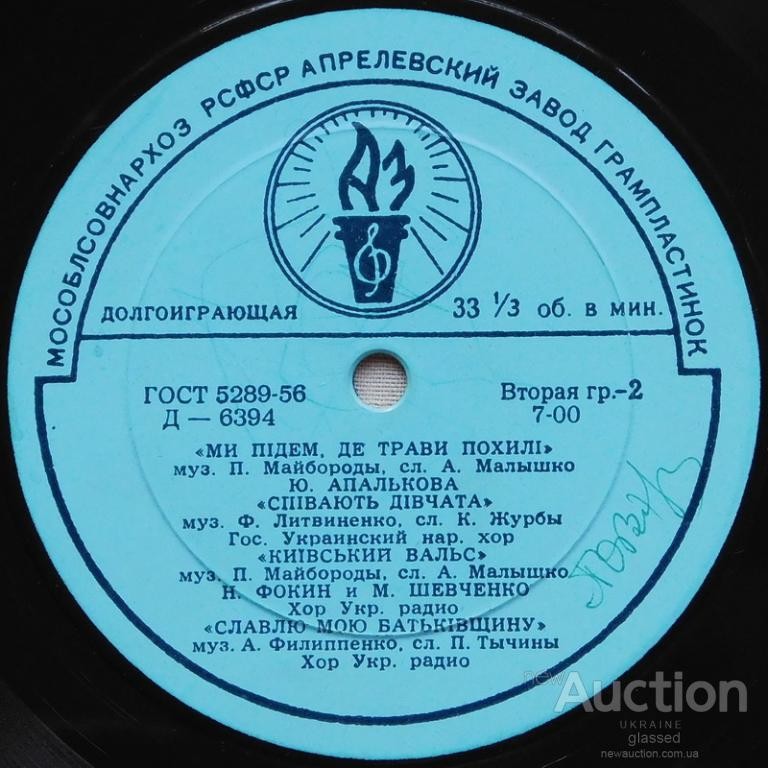 МОСОБЛСОВНАРХОЗ РСФСР АПРЕЛЕВСКИЙ ЗАВОД ГРАМПЛАСТИНОК
АЗ
ДОЛГОИГРАЮЩАЯ 33 1/3 об. в мин.
ГОСТ 5289-56 Вторая гр.-2
Д — 6394 7-00
«МИ ПІДЕМ, ДЕ ТРАВИ ПОХИЛІ»
муз. П. Майбороды, сл. А. Малышко
Ю. АПАЛЬКОВА
«СПІВАЮТЬ ДІВЧАТА»
муз. Ф. Литвиненко, сл. К. Журбы
Гос. Украинский нар. хор
«КИІВСЬКИЙ ВАЛЬС»
муз. П. Майбороды, сл. А. Малышко
Н. ФОКИН и М. ШЕВЧЕНКО
Хор Укр. радио
«СЛАВЛЮ МОЮ БАТЬКІВЩИНУ»
муз. А. Филиппенко, сл. П. Тычины
Хор Укр. радио
newAuction
UKRAINE
glassed
newauction.com.ua